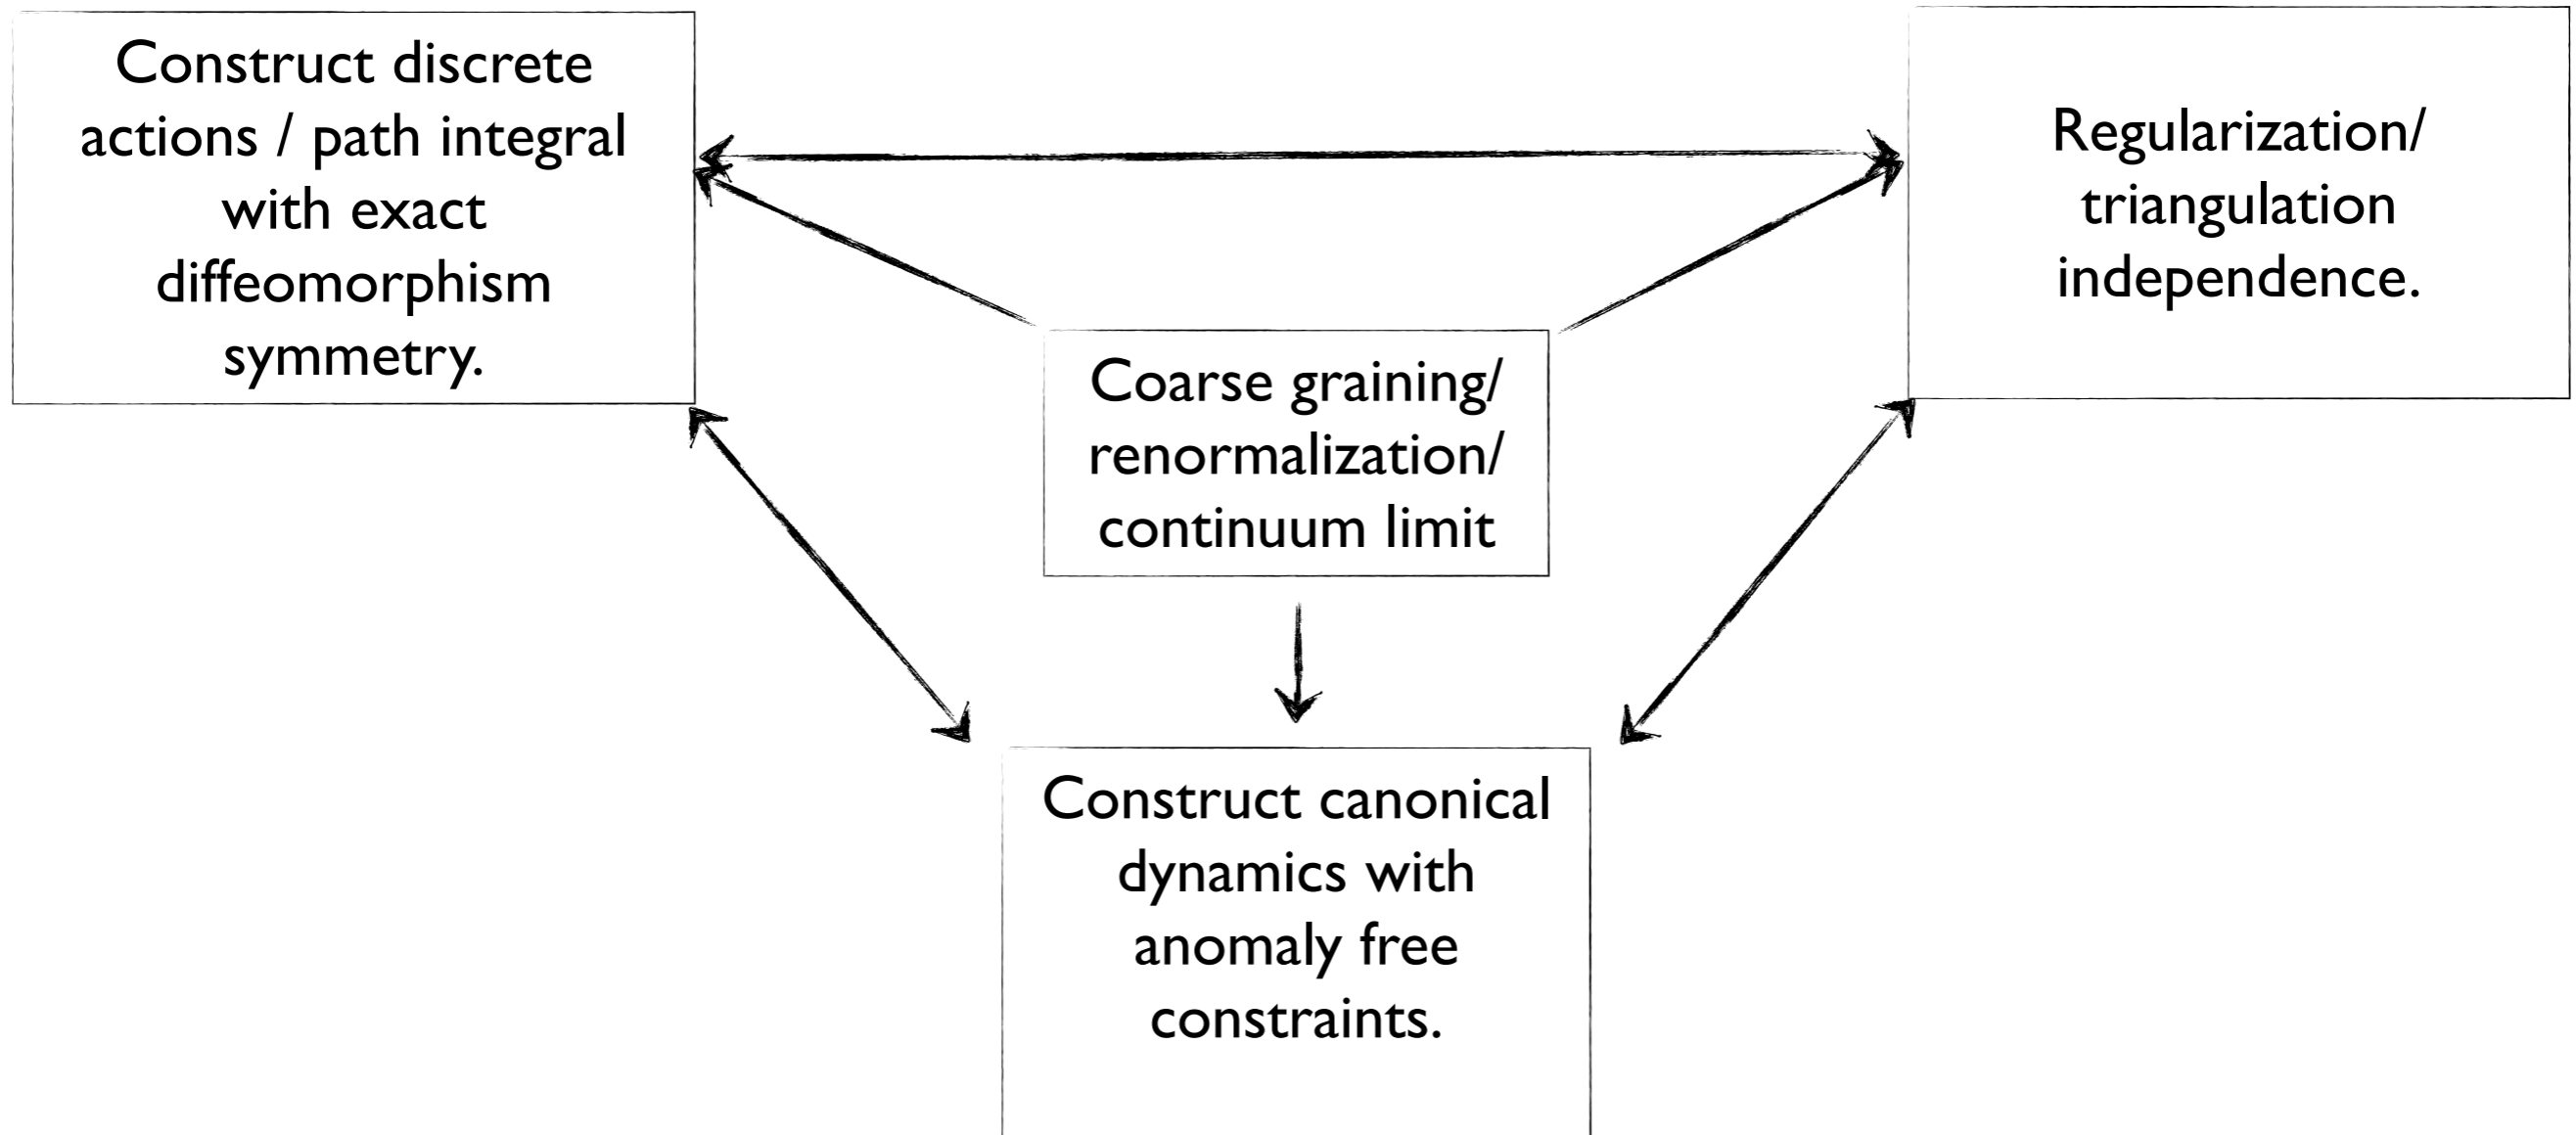 Construct discrete
actions / path integral
with exact
diffeomorphism
symmetry.
Regularization/
triangulation
independence.
Coarse graining/
renormalization/
continuum limit
Construct canonical
dynamics with
anomaly free
constraints.